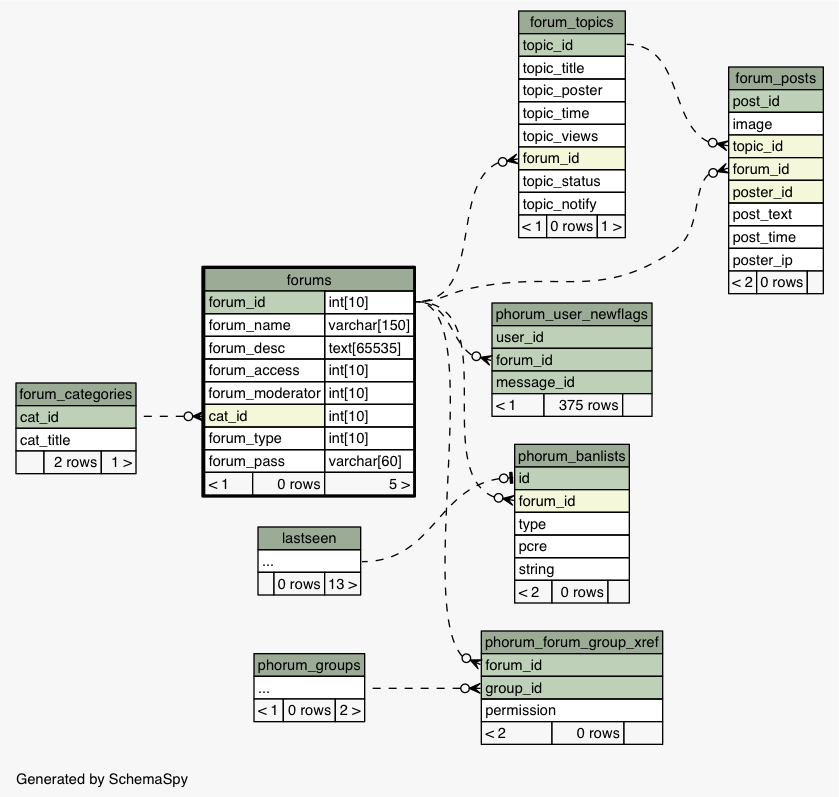 forum_topics
topic_id
topic_title
topic_poster
topic_time
topic_views
forum_id
topic_status
topic_notify
< 1 0 rows 1 >
forum_posts
post_id
image
topic_id
forum_id
poster_id
post_text
post_time
poster_ip
< 2 0 rows
forums
forum_id int[10]
forum_name varchar[150]
forum_desc text[65535]
forum_access int[10]
forum_moderator int[10]
cat_id int[10]
forum_type int[10]
forum_pass varchar[60]
< 1 0 rows 5 >
phorum_user_newflags
user_id
forum_id
message_id
< 1 375 rows
forum_categories
cat_id
cat_title
2 rows 1 >
phorum_banlists
id
forum_id
type
pcre
string
< 2 0 rows
lastseen
...
0 rows 13 >
phorum_forum_group_xref
forum_id
group_id
permission
< 2 0 rows
phorum_groups
...
< 1 0 rows 2 >
Generated by SchemaSpy